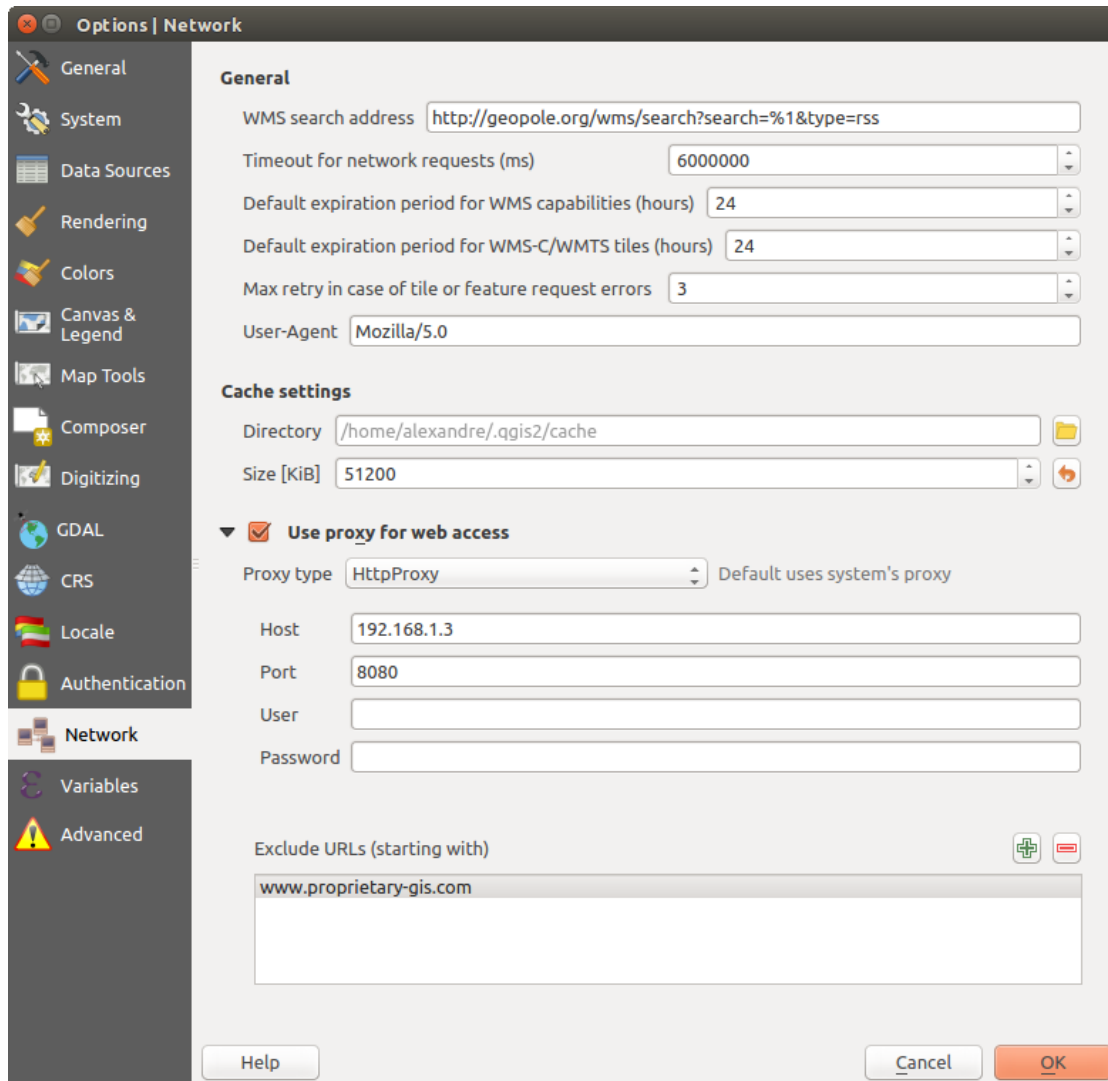 Options | Network
General
System
Data Sources
Rendering
Colors
Canvas &
Legend
Map Tools
Composer
Digitizing
GDAL
CRS
Locale
Authentication
Network
Variables
Advanced
General
WMS search address http://geopole.org/wms/search?search=%1&type=rss
Timeout for network requests (ms) 6000000
Default expiration period for WMS capabilities (hours) 24
Default expiration period for WMS-C/WMTS tiles (hours) 24
Max retry in case of tile or feature request errors 3
User-Agent Mozilla/5.0
Cache settings
Directory /home/alexandre/.qgis2/cache
Size [KiB] 51200
Use proxy for web access
Proxy type HttpProxy Default uses system's proxy
Host 192.168.1.3
Port 8080
User
Password
Exclude URLs (starting with)
www.proprietary-gis.com
Help Cancel OK